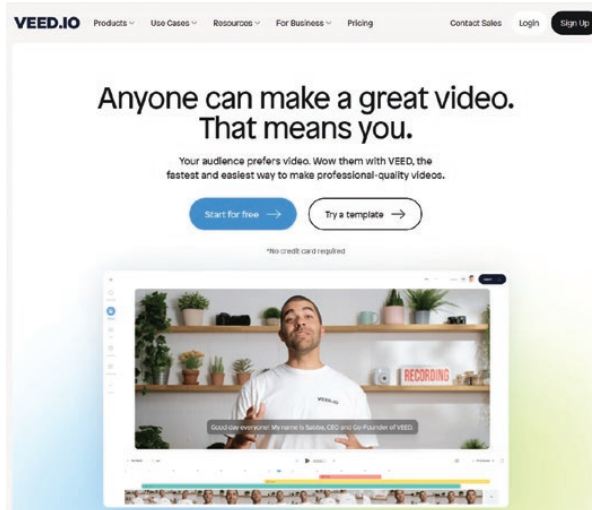 VEED.IO
Products
Use Cases
Resources
For Business
Pricing
Contact Sales
Login
Sign Up
Anyone can make a great video.
That means you.
Your audience prefers video. Wow them with VEED, the
fastest and easiest way to make professional-quality videos.
Start for free
Try a template
*No credit card required
RECORDING
VEED.IO
Good day everyone! My name is Sabba, CEO and Co-Founder of VEED.